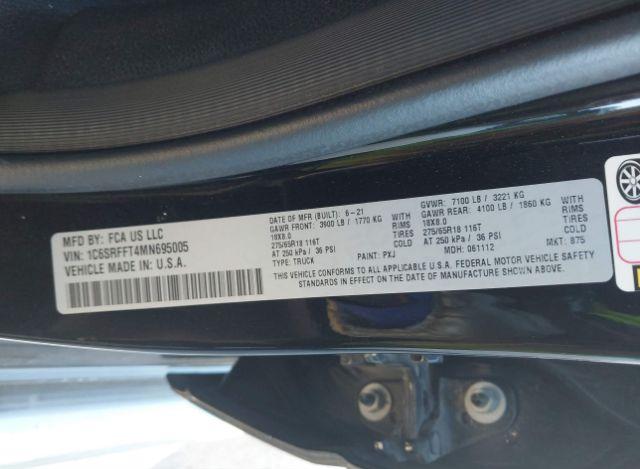 MFD BY: FCA US LLC
VIN: 1C6SRFFT4MN695005
VEHICLE MADE IN: U.S.A.
DATE OF MFR (BUILT): 6-21
GAWR FRONT: 3900 LB / 1770 KG WITH
18X8.0 RIMS
275/65R18 116T TIRES
AT 250 kPa / 36 PSI COLD
TYPE: TRUCK PAINT: PXJ
GVWR: 7100 LB / 3221 KG
GAWR REAR: 4100 LB / 1860 KG WITH
18X8.0 RIMS
275/65R18 116T TIRES
AT 250 kPa / 36 PSI COLD
MDH: 061112 MKT: 875
THIS VEHICLE CONFORMS TO ALL APPLICABLE U.S.A. FEDERAL MOTOR VEHICLE SAFETY
STANDARDS IN EFFECT ON THE DATE OF MANUFACTURE SHOWN ABOVE.